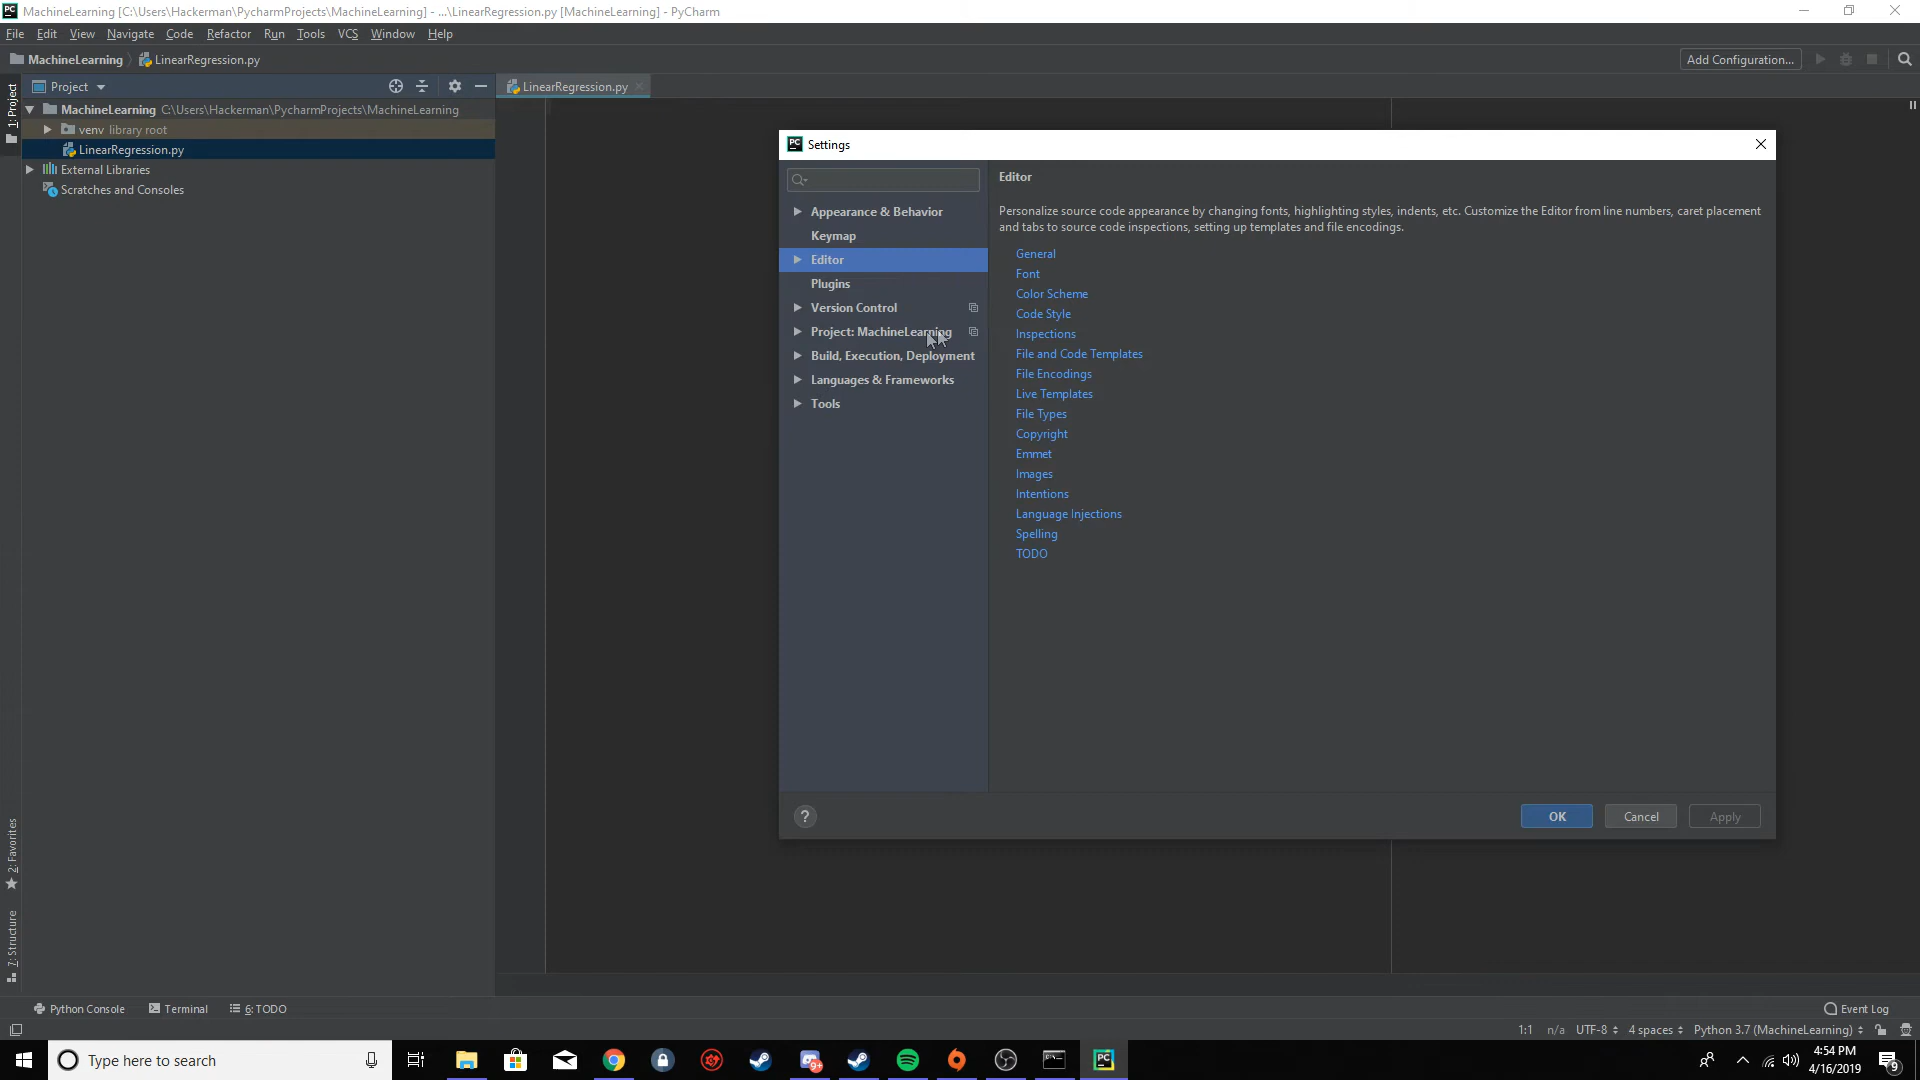 MachineLearning [C:\Users\Hackerman\PycharmProjects\MachineLearning] - ...\LinearRegression.py [MachineLearning] - PyCharm
File Edit View Navigate Code Refactor Run Tools VCS Window Help
MachineLearning LinearRegression.py Add Configuration...
1: Project
Project
LinearRegression.py
MachineLearning C:\Users\Hackerman\PycharmProjects\MachineLearning
venv library root
LinearRegression.py
External Libraries
Scratches and Consoles
PC Settings
Appearance & Behavior
Keymap
Editor
Plugins
Version Control
Project: MachineLearning
Build, Execution, Deployment
Languages & Frameworks
Tools
Editor
Personalize source code appearance by changing fonts, highlighting styles, indents, etc. Customize the Editor from line numbers, caret placement
and tabs to source code inspections, setting up templates and file encodings.
General
Font
Color Scheme
Code Style
Inspections
File and Code Templates
File Encodings
Live Templates
File Types
Copyright
Emmet
Images
Intentions
Language Injections
Spelling
TODO
? OK Cancel Apply
2: Favorites
7: Structure
Python Console Terminal 6: TODO Event Log
1:1 n/a UTF-8 4 spaces Python 3.7 (MachineLearning)
Type here to search
9+
PC
4:54 PM
4/16/2019
9